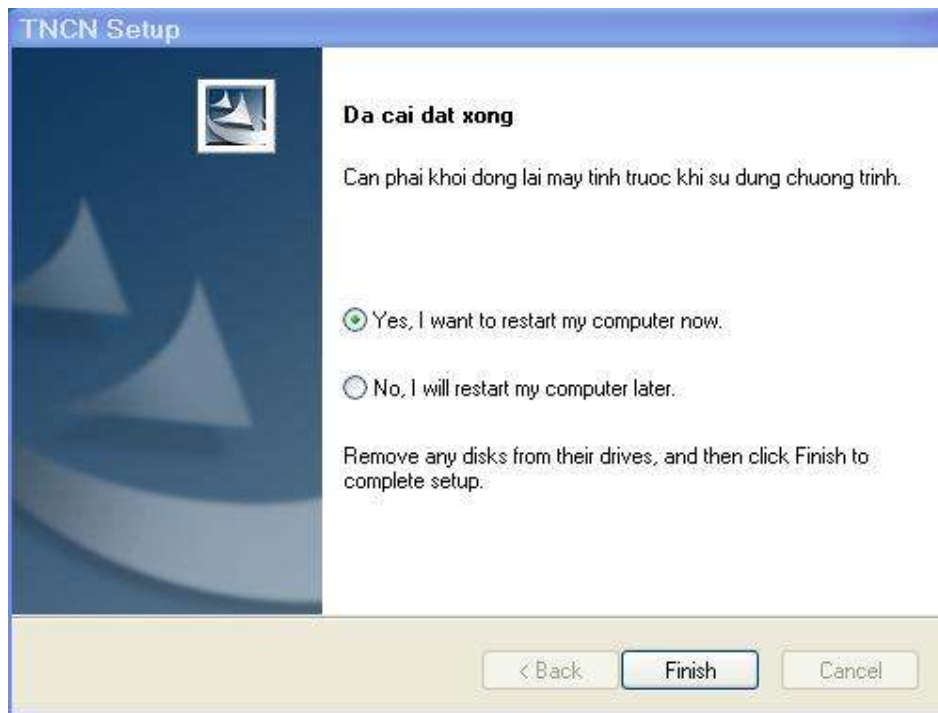 TNCN Setup
Da cai dat xong
Can phai khoi dong lai may tinh truoc khi su dung chuong trinh.
Yes, I want to restart my computer now.
No, I will restart my computer later.
Remove any disks from their drives, and then click Finish to
complete setup.
< Back
Finish
Cancel